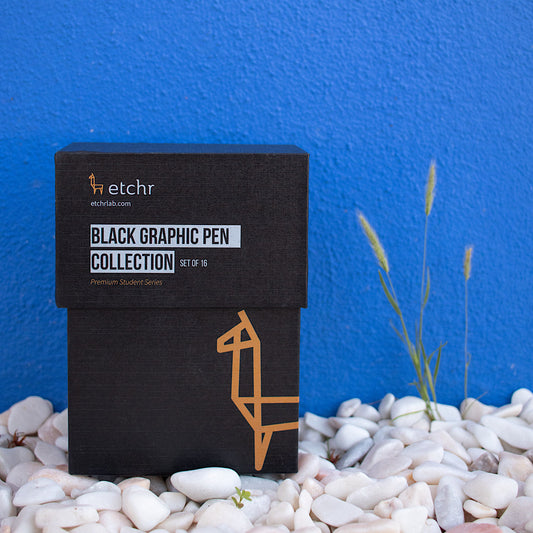 etchr
etchrlab.com
BLACK GRAPHIC PEN
COLLECTION SET OF 16
Premium Student Series